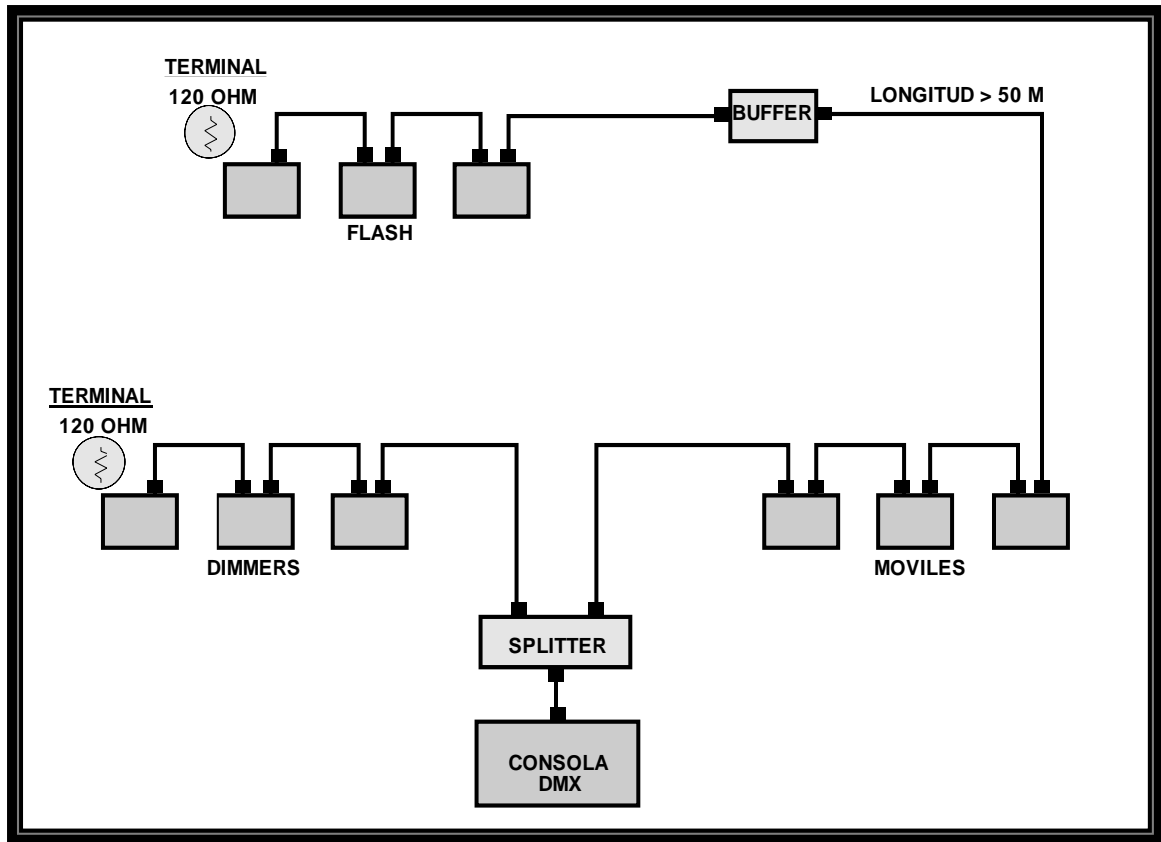 TERMINAL
120 OHM
LONGITUD > 50 M
BUFFER
FLASH
TERMINAL
120 OHM
DIMMERS
MOVILES
SPLITTER
CONSOLA
DMX